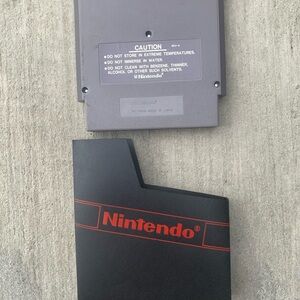 CAUTION
•DO NOT STORE IN EXTREME TEMPERATURES.
•DO NOT IMMERSE IN WATER.
•DO NOT CLEAN WITH BENZENE, THINNER,
ALCOHOL OR OTHER SUCH SOLVENTS.
Nintendo®
Nintendo®